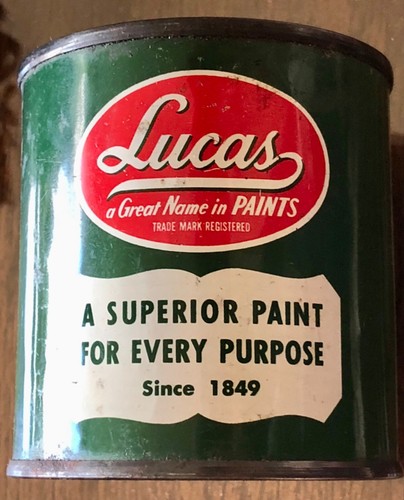 Lucas
a Great Name in PAINTS
TRADE MARK REGISTERED
A SUPERIOR PAINT
FOR EVERY PURPOSE
Since 1849